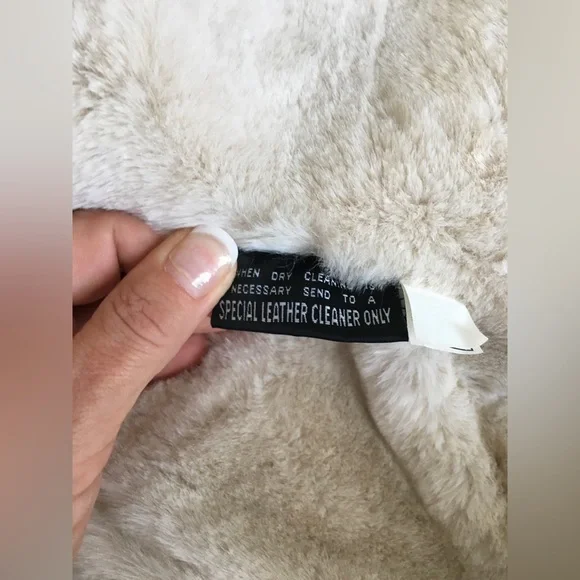 WHEN DRY CLEANING IS
NECESSARY SEND TO A
SPECIAL LEATHER CLEANER ONLY